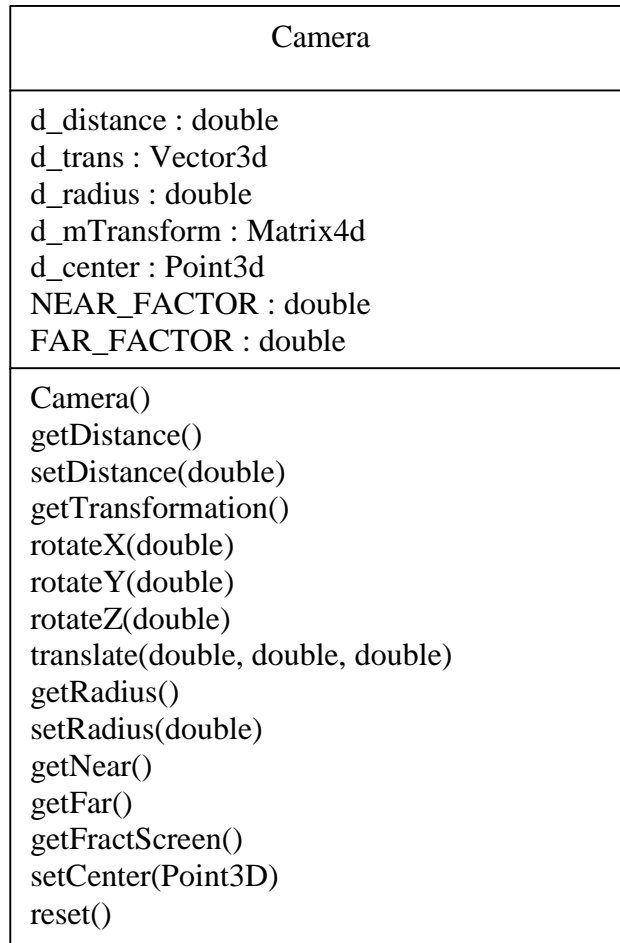 Camera
d_distance : double
d_trans : Vector3d
d_radius : double
d_mTransform : Matrix4d
d_center : Point3d
NEAR_FACTOR : double
FAR_FACTOR : double
Camera()
getDistance()
setDistance(double)
getTransformation()
rotateX(double)
rotateY(double)
rotateZ(double)
translate(double, double, double)
getRadius()
setRadius(double)
getNear()
getFar()
getFractScreen()
setCenter(Point3D)
reset()